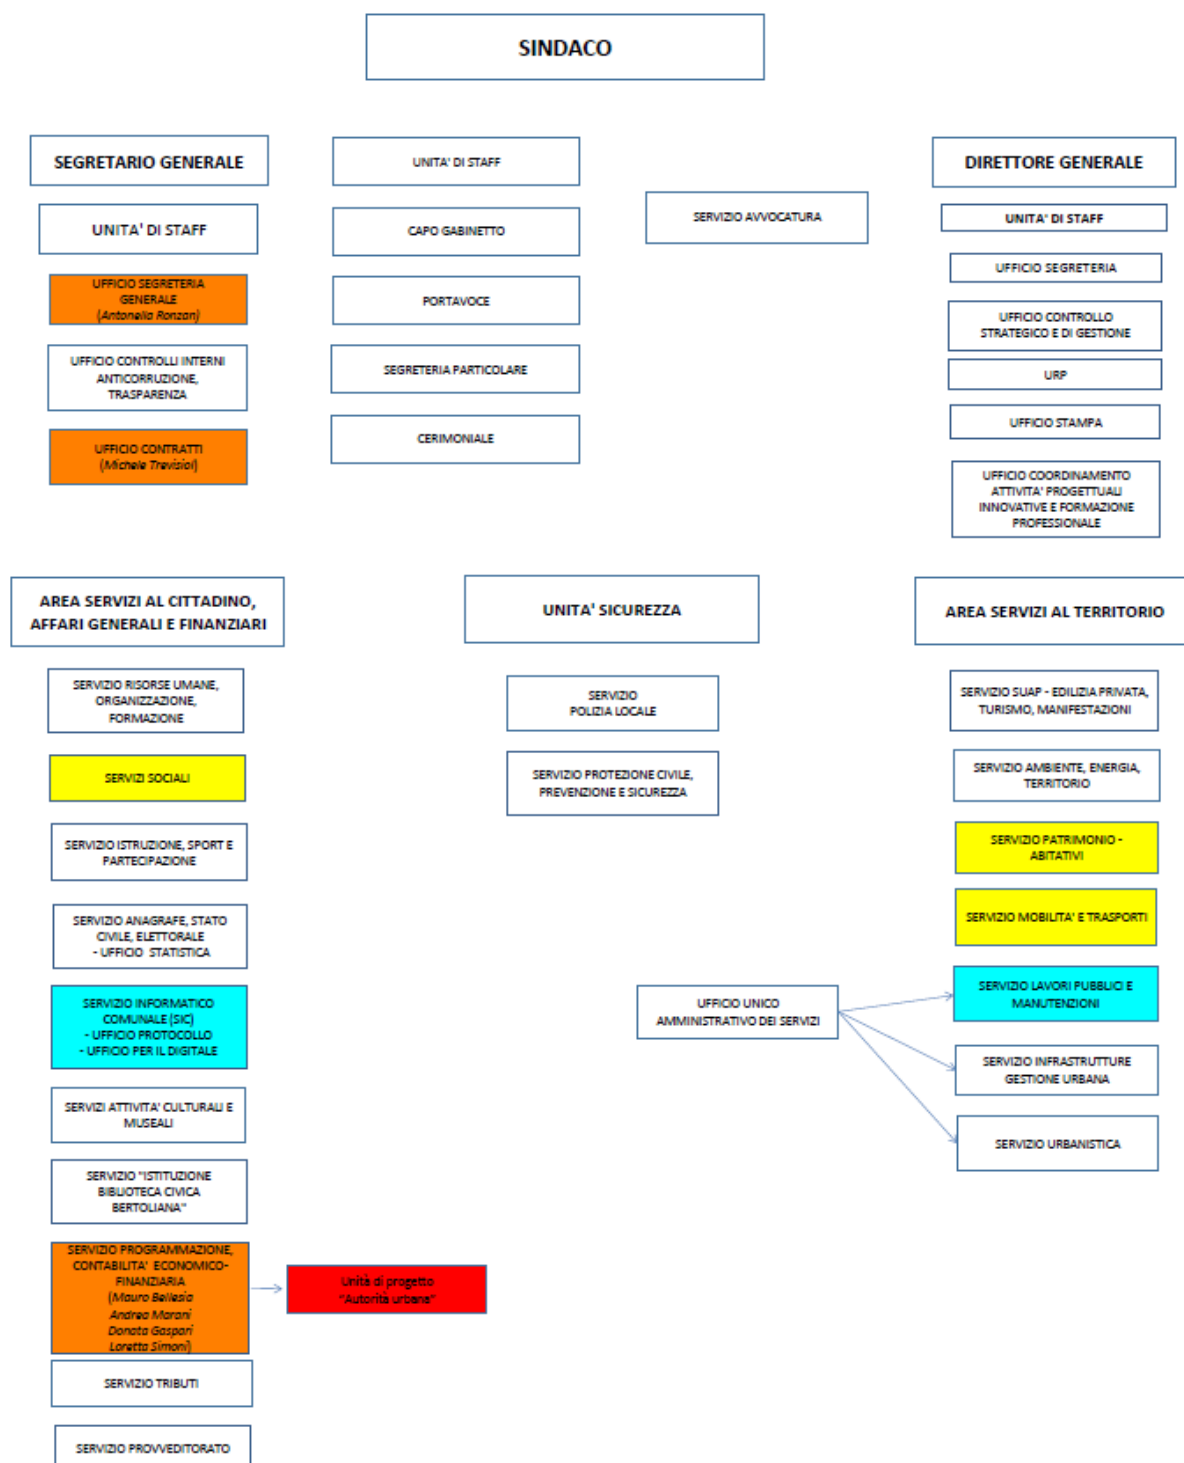 SINDACO
SEGRETARIO GENERALE
UNITA' DI STAFF
UFFICIO SEGRETERIA
GENERALE
(Antonella Ronzan)
UFFICIO CONTROLLI INTERNI
ANTICORRUZIONE,
TRASPARENZA
UFFICIO CONTRATTI
(Michele Trevisiol)
UNITA' DI STAFF
CAPO GABINETTO
PORTAVOCE
SEGRETERIA PARTICOLARE
CERIMONIALE
SERVIZIO AVVOCATURA
DIRETTORE GENERALE
UNITA' DI STAFF
UFFICIO SEGRETERIA
UFFICIO CONTROLLO
STRATEGICO E DI GESTIONE
URP
UFFICIO STAMPA
UFFICIO COORDINAMENTO
ATTIVITA' PROGETTUALI
INNOVATIVE E FORMAZIONE
PROFESSIONALE
AREA SERVIZI AL CITTADINO,
AFFARI GENERALI E FINANZIARI
SERVIZIO RISORSE UMANE,
ORGANIZZAZIONE,
FORMAZIONE
SERVIZI SOCIALI
SERVIZIO ISTRUZIONE, SPORT E
PARTECIPAZIONE
SERVIZIO ANAGRAFE, STATO
CIVILE, ELETTORALE
- UFFICIO STATISTICA
SERVIZIO INFORMATICO
COMUNALE (SIC)
- UFFICIO PROTOCOLLO
- UFFICIO PER IL DIGITALE
SERVIZI ATTIVITA' CULTURALI E
MUSEALI
SERVIZIO "ISTITUZIONE
BIBLIOTECA CIVICA
BERTOLIANA"
SERVIZIO PROGRAMMAZIONE,
CONTABILITA' ECONOMICO-
FINANZIARIA
(Mauro Bellesia
Andrea Marani
Donata Gaspari
Loretta Simoni)
Unità di progetto
"Autorità urbana"
SERVIZIO TRIBUTI
SERVIZIO PROVVEDITORATO
UNITA' SICUREZZA
SERVIZIO
POLIZIA LOCALE
SERVIZIO PROTEZIONE CIVILE,
PREVENZIONE E SICUREZZA
AREA SERVIZI AL TERRITORIO
SERVIZIO SUAP - EDILIZIA PRIVATA,
TURISMO, MANIFESTAZIONI
SERVIZIO AMBIENTE, ENERGIA,
TERRITORIO
SERVIZIO PATRIMONIO -
ABITATIVI
SERVIZIO MOBILITA' E TRASPORTI
UFFICIO UNICO
AMMINISTRATIVO DEI SERVIZI
SERVIZIO LAVORI PUBBLICI E
MANUTENZIONI
SERVIZIO INFRASTRUTTURE
GESTIONE URBANA
SERVIZIO URBANISTICA